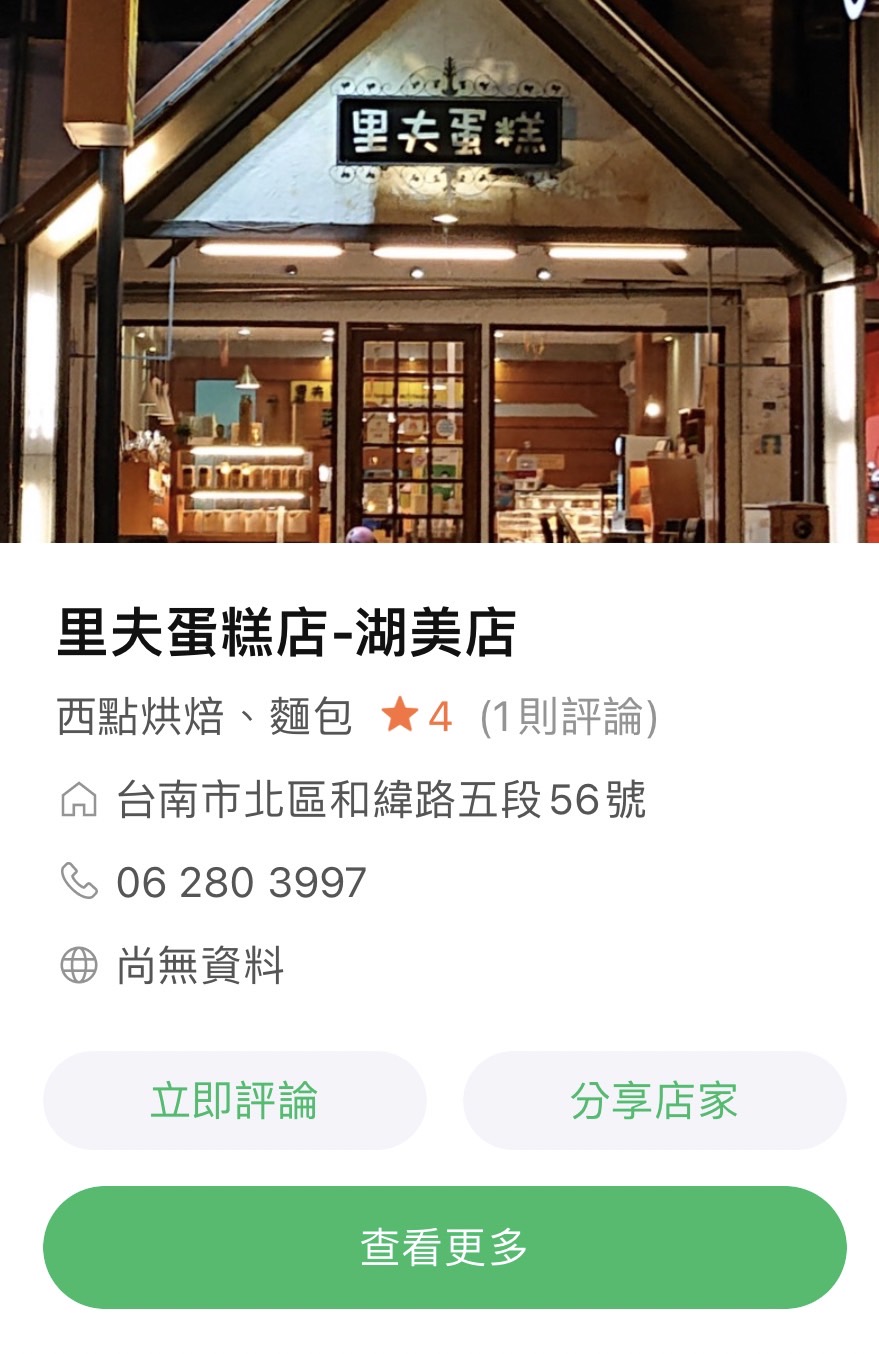 里夫蛋糕
里夫蛋糕店-湖美店
西點烘焙、麵包 ★ 4 (1則評論)
台南市北區和緯路五段56號
06 280 3997
尚無資料
立即評論
分享店家
查看更多